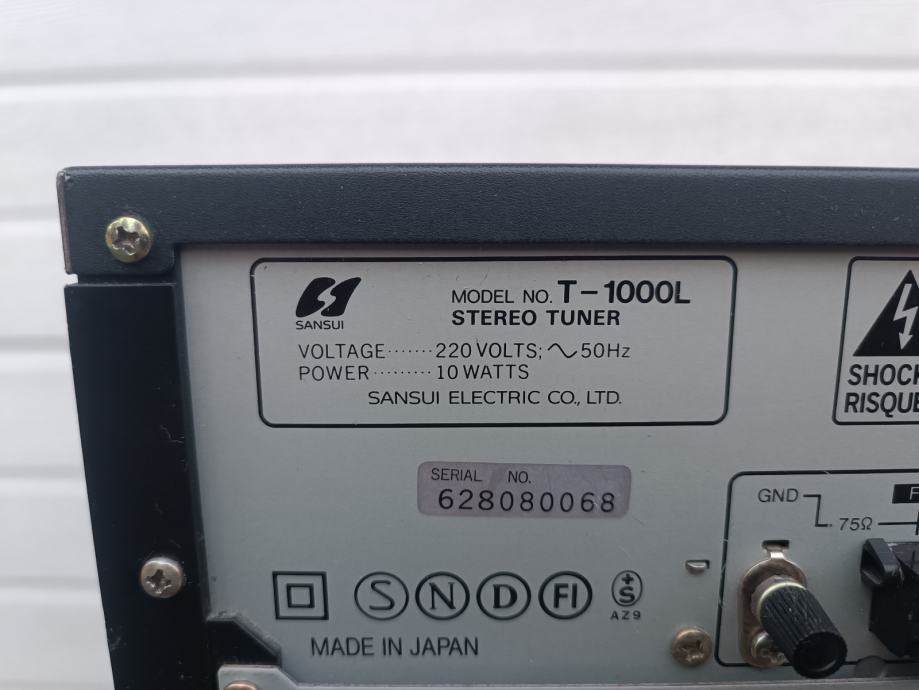 SANSUI
MODEL NO. T-1000L
STEREO TUNER
VOLTAGE·······220 VOLTS; ∿50Hz
POWER·········10 WATTS
SANSUI ELECTRIC CO., LTD.
SHOCK
RISQUE
SERIAL NO.
628080068
GND
75Ω
S N D FI +S
AZ9
MADE IN JAPAN